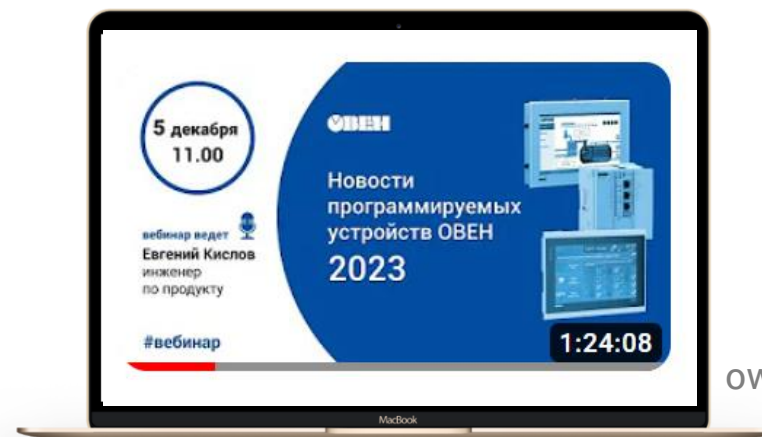 5 декабря
11.00
вебинар ведет
Евгений Кислов
инженер
по продукту
#вебинар
ОВЕН
Новости
программируемых
устройств ОВЕН
2023
1:24:08
MacBook
ow